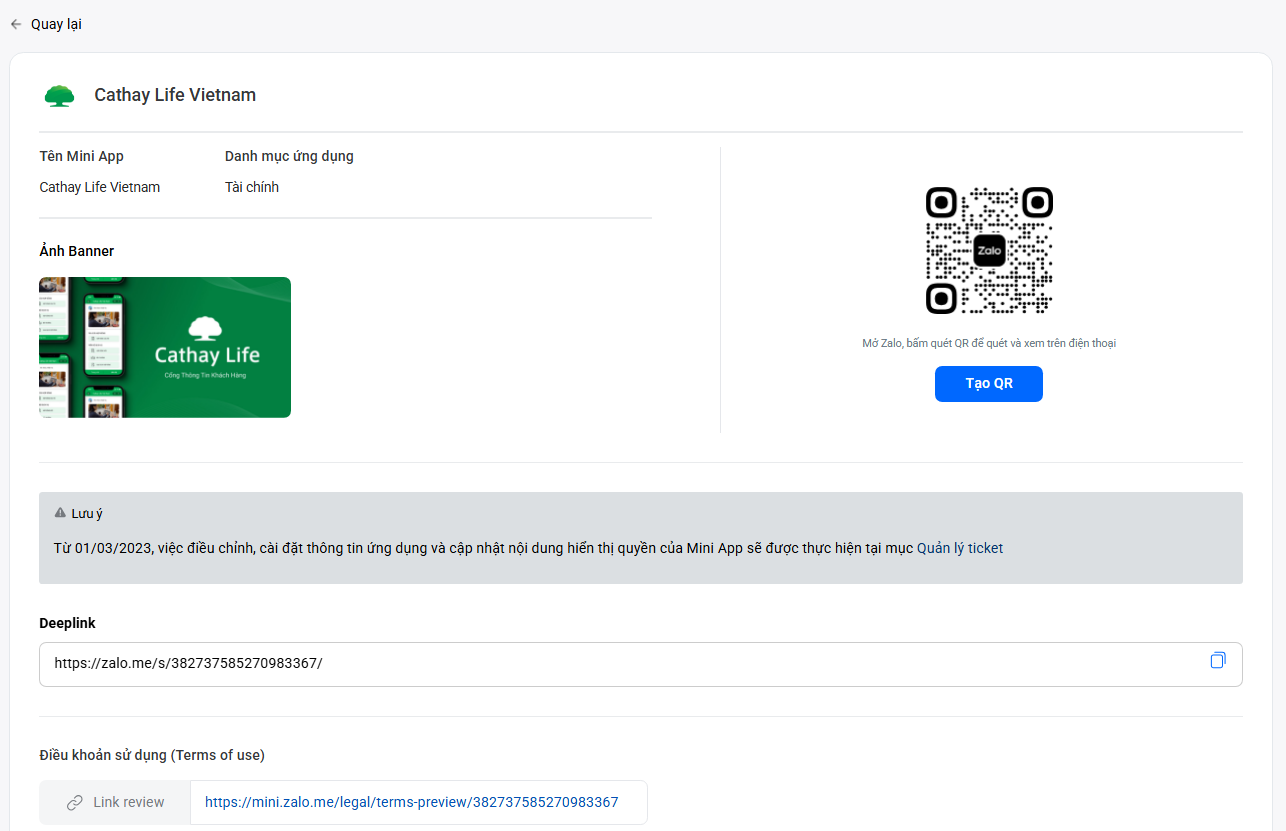 Quay lại
Cathay Life Vietnam
Tên Mini App
Danh mục ứng dụng
Cathay Life Vietnam
Tài chính
Ảnh Banner
Cathay Life
Cổng Thông Tin Khách Hàng
Zalo
Mở Zalo, bấm quét QR để quét và xem trên điện thoại
Tạo QR
Lưu ý
Từ 01/03/2023, việc điều chỉnh, cài đặt thông tin ứng dụng và cập nhật nội dung hiển thị quyền của Mini App sẽ được thực hiện tại mục Quản lý ticket
Deeplink
https://zalo.me/s/382737585270983367/
Điều khoản sử dụng (Terms of use)
Link review
https://mini.zalo.me/legal/terms-preview/382737585270983367